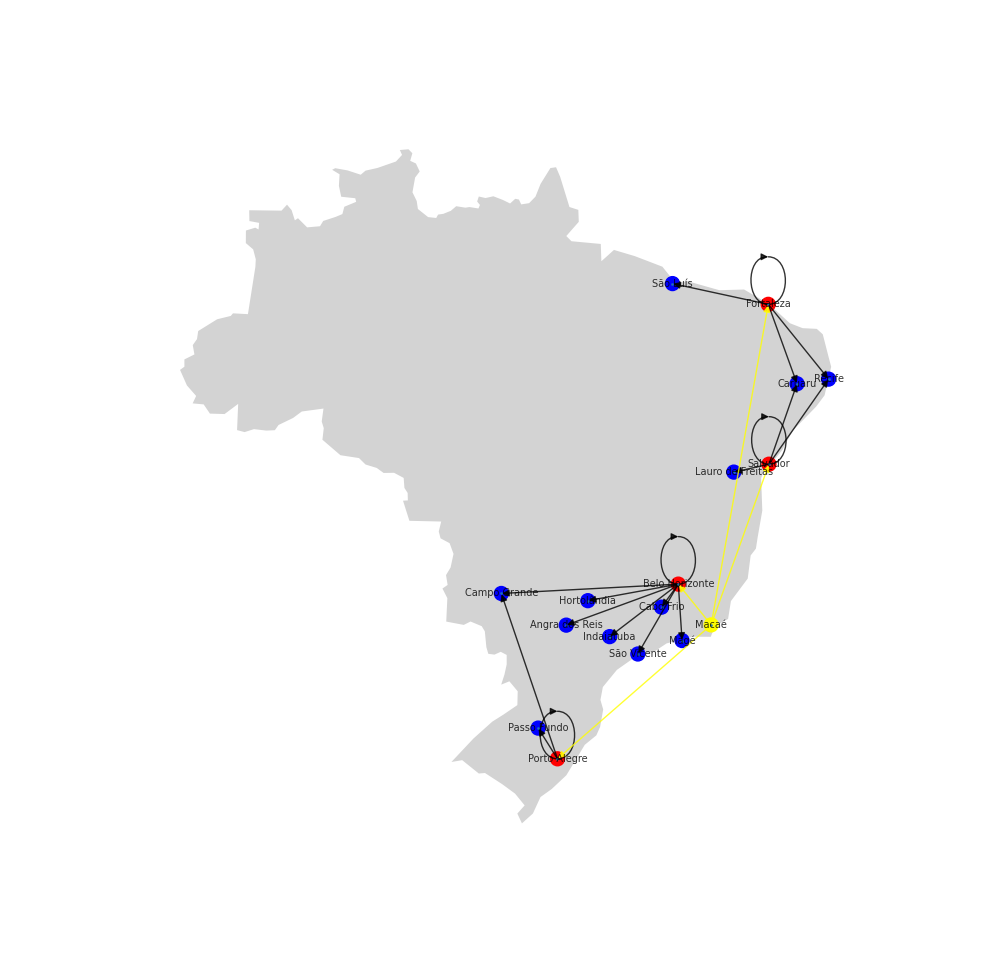 São Luís
Fortaleza
Caruaru
Recife
Salvador
Lauro de Freitas
Belo Horizonte
Campo Grande
Hortolândia
Cabo Frio
Angra dos Reis
Macaé
Indaiatuba
São Vicente
Passo Fundo
Porto Alegre